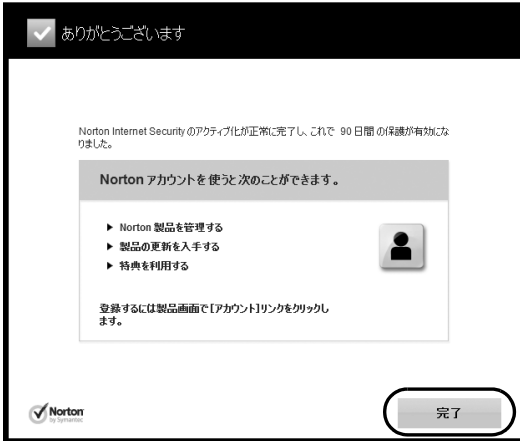 ありがとうございます
Norton Internet Security のアクティブ化が正常に完了し、これで 90 日間 の保護が有効にな
りました。
Norton アカウントを使うと次のことができます。
▶ Norton 製品を管理する
▶ 製品の更新を入手する
▶ 特典を利用する
登録するには製品画面で[アカウント]リンクをクリックし
ます。
Norton
by Symantec
完了